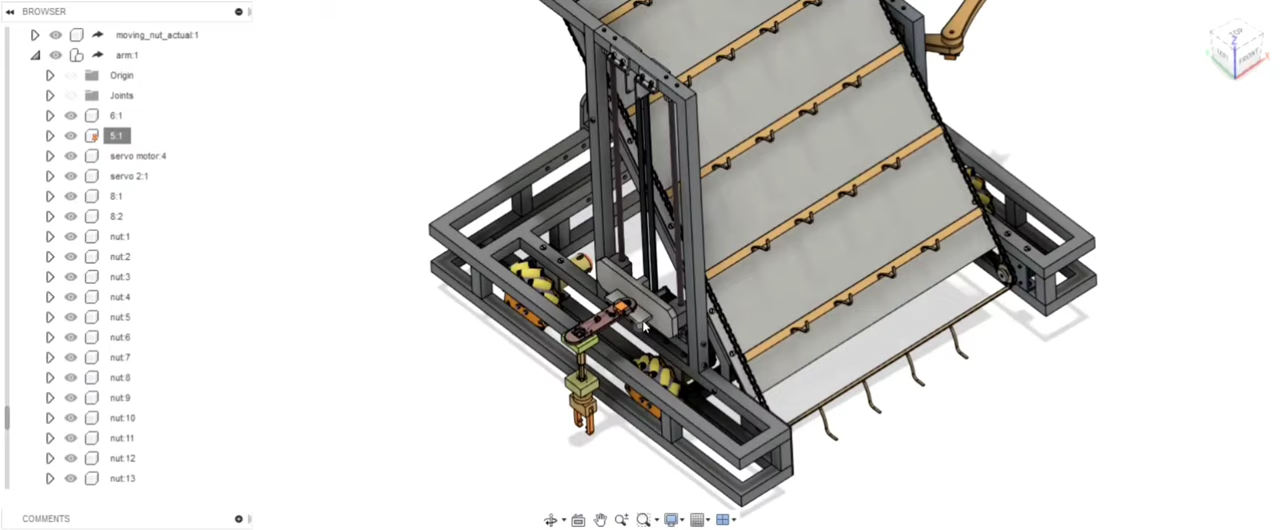 BROWSER
moving_nut_actual:1
arm:1
Origin
Joints
6:1
5:1
servo motor:4
servo 2:1
8:1
8:2
nut:1
nut:2
nut:3
nut:4
nut:5
nut:6
nut:7
nut:8
nut:9
nut:10
nut:11
nut:12
nut:13
COMMENTS
TOP
Z
FRONT
X